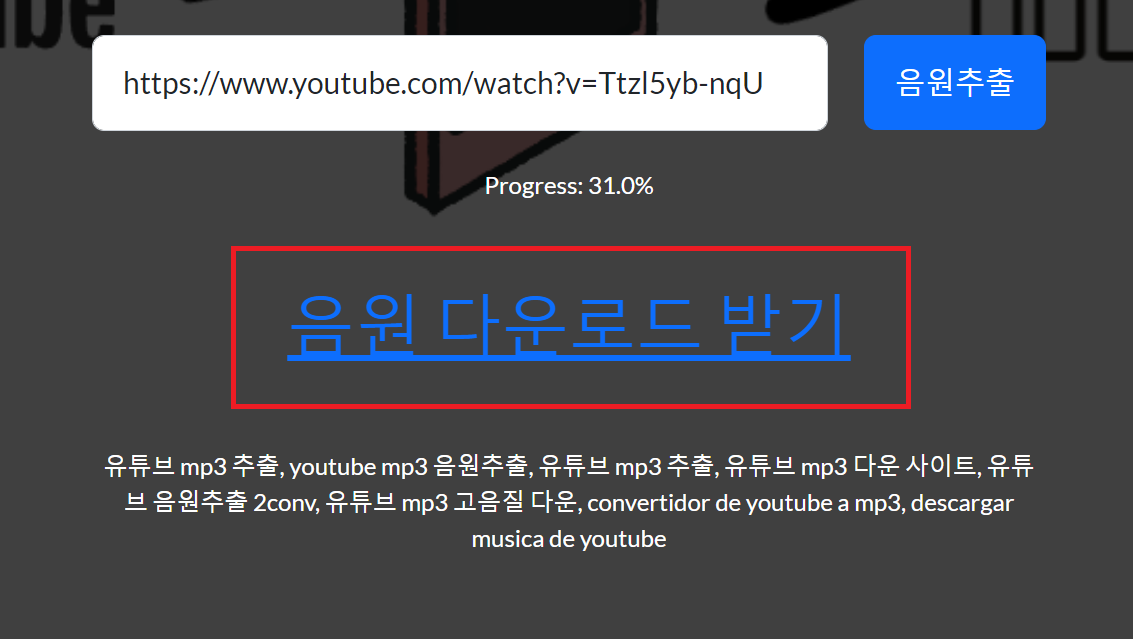 https://www.youtube.com/watch?v=Ttzl5yb-nqU
음원추출
Progress: 31.0%
음원 다운로드 받기
유튜브 mp3 추출, youtube mp3 음원추출, 유튜브 mp3 추출, 유튜브 mp3 다운 사이트, 유튜
브 음원추출 2conv, 유튜브 mp3 고음질 다운, convertidor de youtube a mp3, descargar
musica de youtube